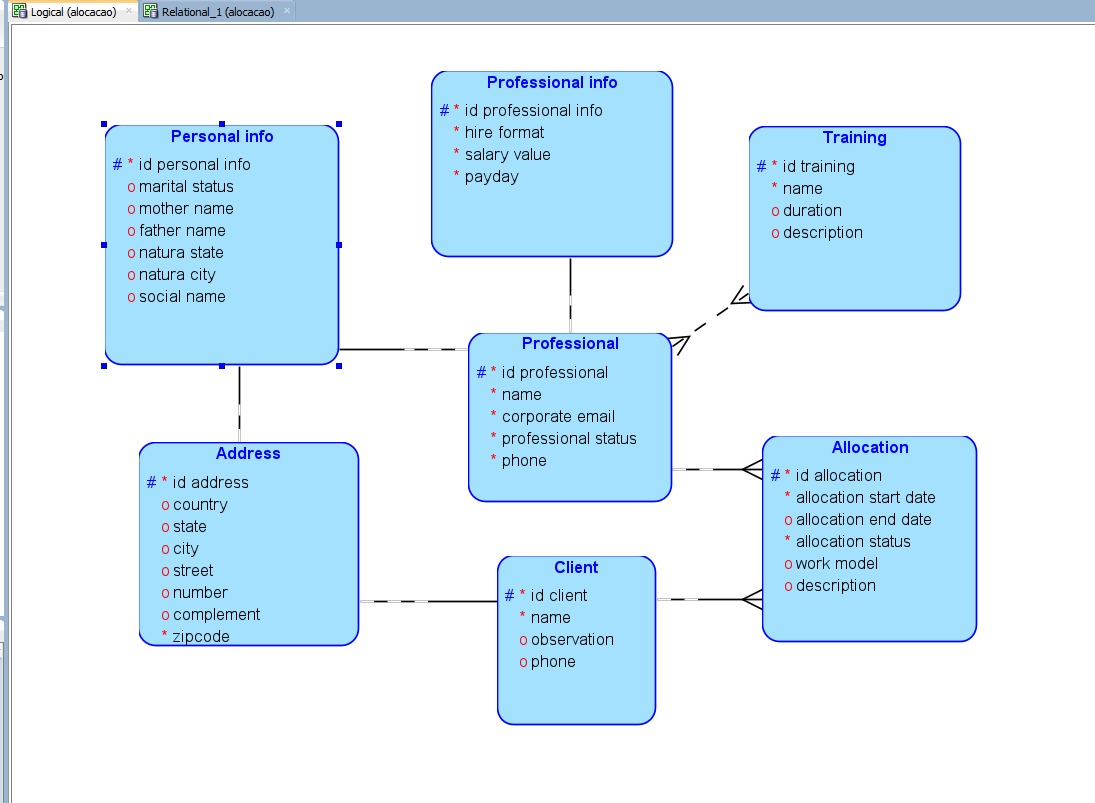 Logical (alocacao)
Relational_1 (alocacao)
Professional info
# * id professional info
* hire format
* salary value
* payday
Personal info
# * id personal info
o marital status
o mother name
o father name
o natura state
o natura city
o social name
Training
# * id training
* name
o duration
o description
Professional
# * id professional
* name
* corporate email
* professional status
* phone
Address
# * id address
o country
o state
o city
o street
o number
o complement
* zipcode
Allocation
# * id allocation
* allocation start date
o allocation end date
* allocation status
o work model
o description
Client
# * id client
* name
o observation
o phone